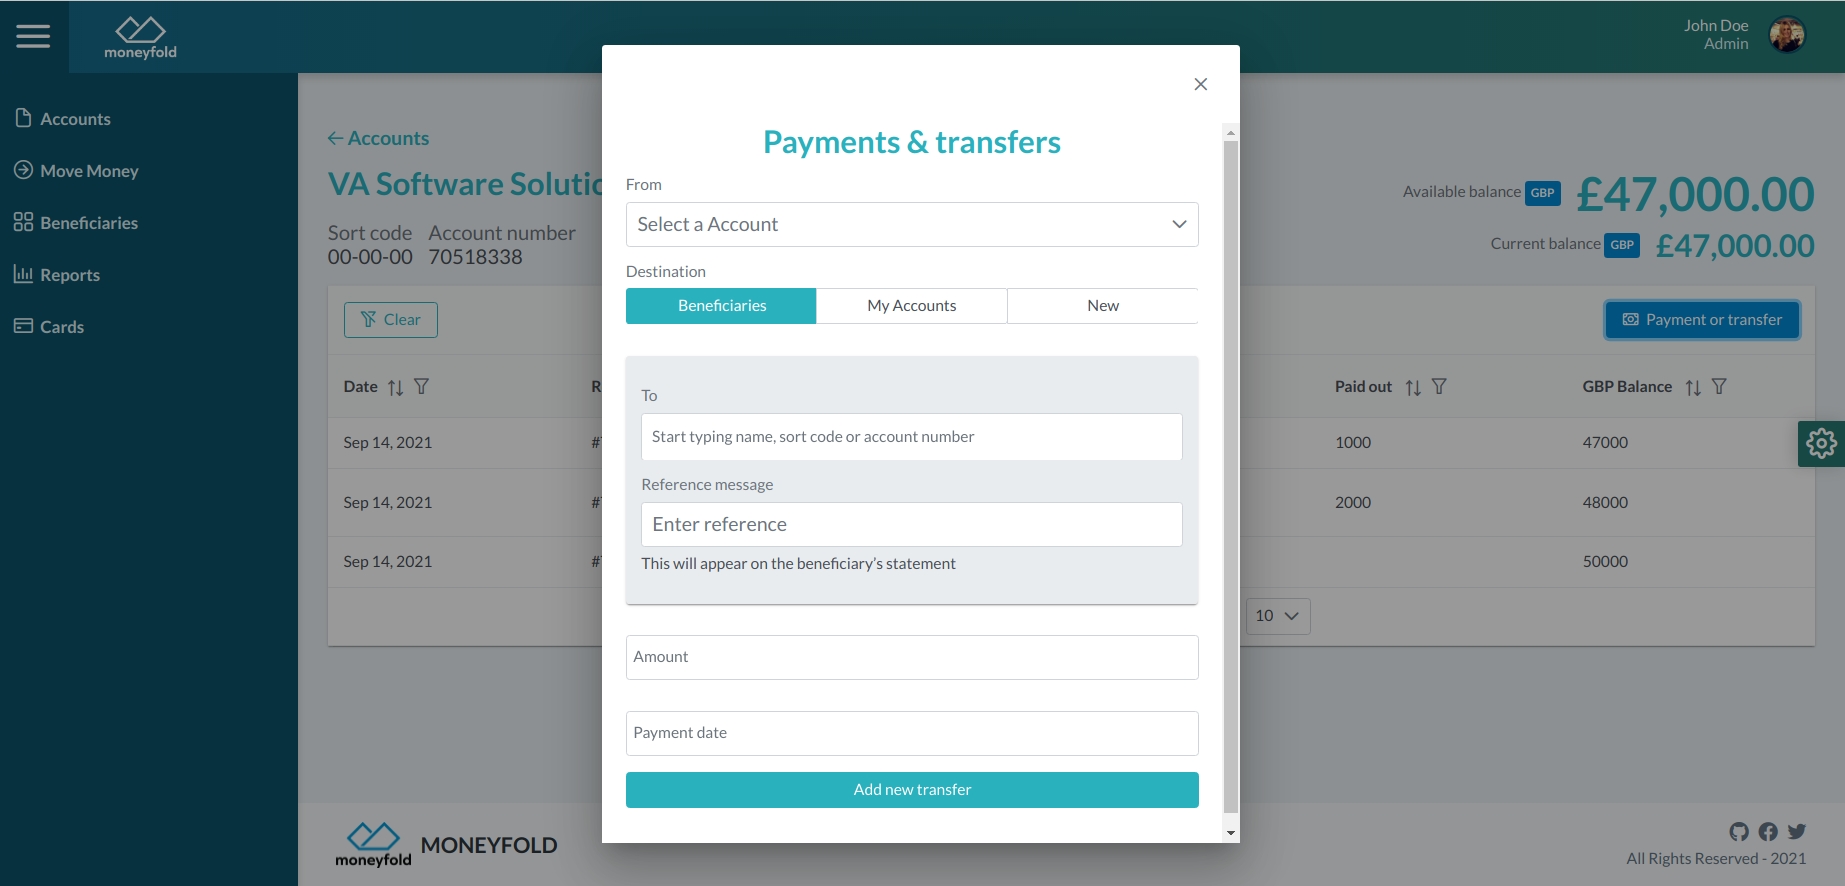 moneyfold
John Doe
Admin
Accounts
Move Money
Beneficiaries
Reports
Cards
Accounts
VA Software
Sort code Account number
00-00-00 70518338
Available balance GBP £47,000.00
Current balance GBP £47,000.00
Clear
Payment or transfer
Date
Paid out
GBP Balance
Sep 14, 2021
1000
47000
Sep 14, 2021
2000
48000
Sep 14, 2021
50000
10
Payments & transfers
From
Select a Account
Destination
Beneficiaries
My Accounts
New
To
Start typing name, sort code or account number
Reference message
Enter reference
This will appear on the beneficiary's statement
Amount
Payment date
Add new transfer
moneyfold
MONEYFOLD
All Rights Reserved - 2021